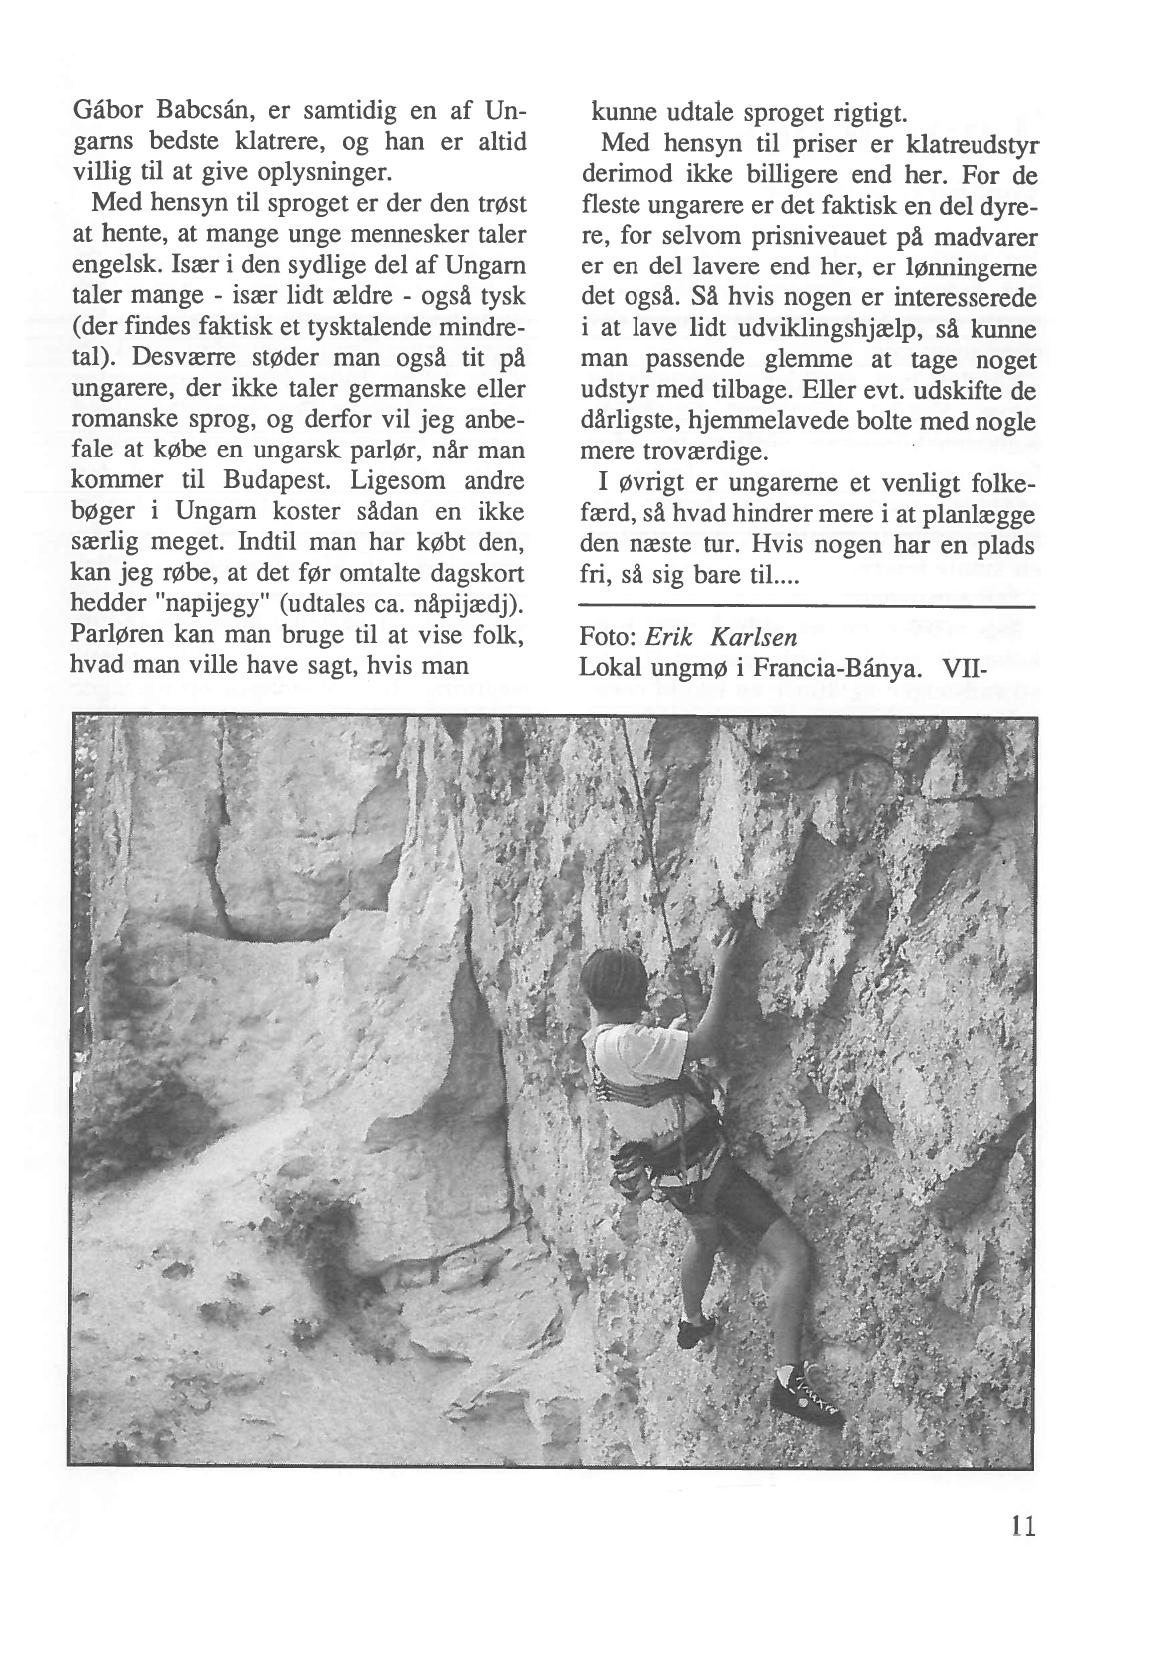 Gábor Babcsán, er samtidig en af Un-
garns bedste klatrere, og han er altid
villig til at give oplysninger.
Med hensyn til sproget er der den trøst
at hente, at mange unge mennesker taler
engelsk. Især i den sydlige del af Ungarn
taler mange - især lidt ældre - også tysk
(der findes faktisk et tysktalende mindre-
tal). Desværre støder man også tit på
ungarere, der ikke taler germanske eller
romanske sprog, og derfor vil jeg anbe-
fale at købe en ungarsk parlør, når man
kommer til Budapest. Ligesom andre
bøger i Ungarn koster sådan en ikke
særlig meget. Indtil man har købt den,
kan jeg røbe, at det før omtalte dagskort
hedder "napijegy" (udtales ca. nåpijædj).
Parløren kan man bruge til at vise folk,
hvad man ville have sagt, hvis man
kunne udtale sproget rigtigt.
Med hensyn til priser er klatreudstyr
derimod ikke billigere end her. For de
fleste ungarere er det faktisk en del dyre-
re, for selvom prisniveauet på madvarer
er en del lavere end her, er lønningerne
det også. Så hvis nogen er interesserede
i at lave lidt udviklingshjælp, så kunne
man passende glemme at tage noget
udstyr med tilbage. Eller evt. udskifte de
dårligste, hjemmelavede bolte med nogle
mere troværdige.
I øvrigt er ungarerne et venligt folke-
færd, så hvad hindrer mere i at planlægge
den næste tur. Hvis nogen har en plads
fri, så sig bare til....
Foto: Erik Karlsen
Lokal ungmø i Francia-Bánya. VII-
11